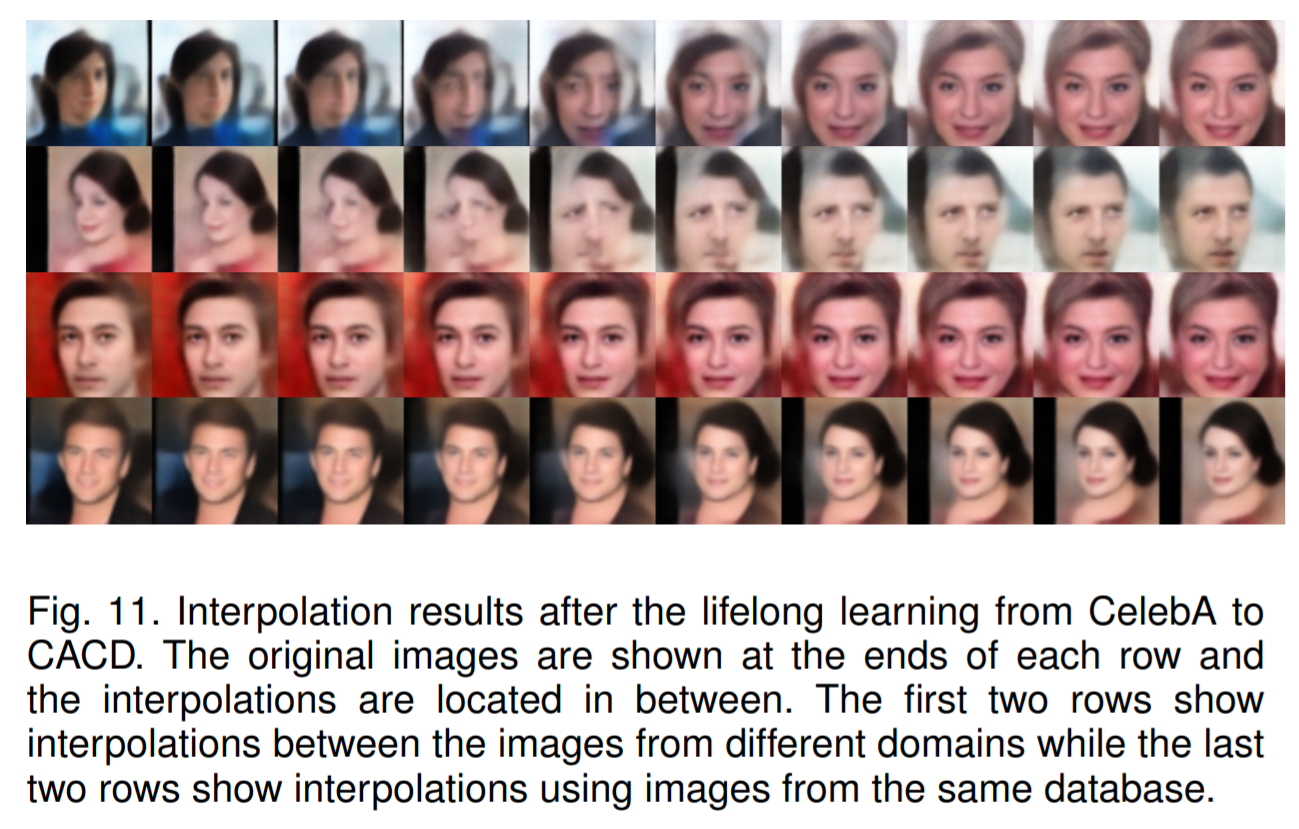 Fig. 11. Interpolation results after the lifelong learning from CelebA to
CACD. The original images are shown at the ends of each row and
the interpolations are located in between. The first two rows show
interpolations between the images from different domains while the last
two rows show interpolations using images from the same database.